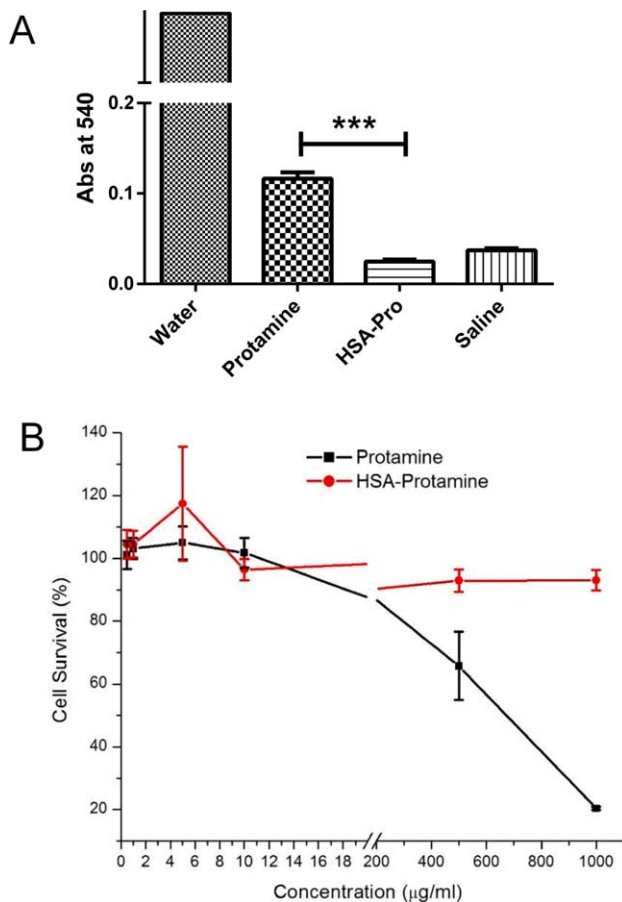 A
Abs at 540
0.2
0.1
0.0
***
Water
Protamine
HSA-Pro
Saline
B
Cell Survival (%)
140
120
100
80
60
40
20
Protamine
HSA-Protamine
0 2 4 6 8 10 12 14 16 18 200 400 600 800 1000
Concentration (μg/ml)